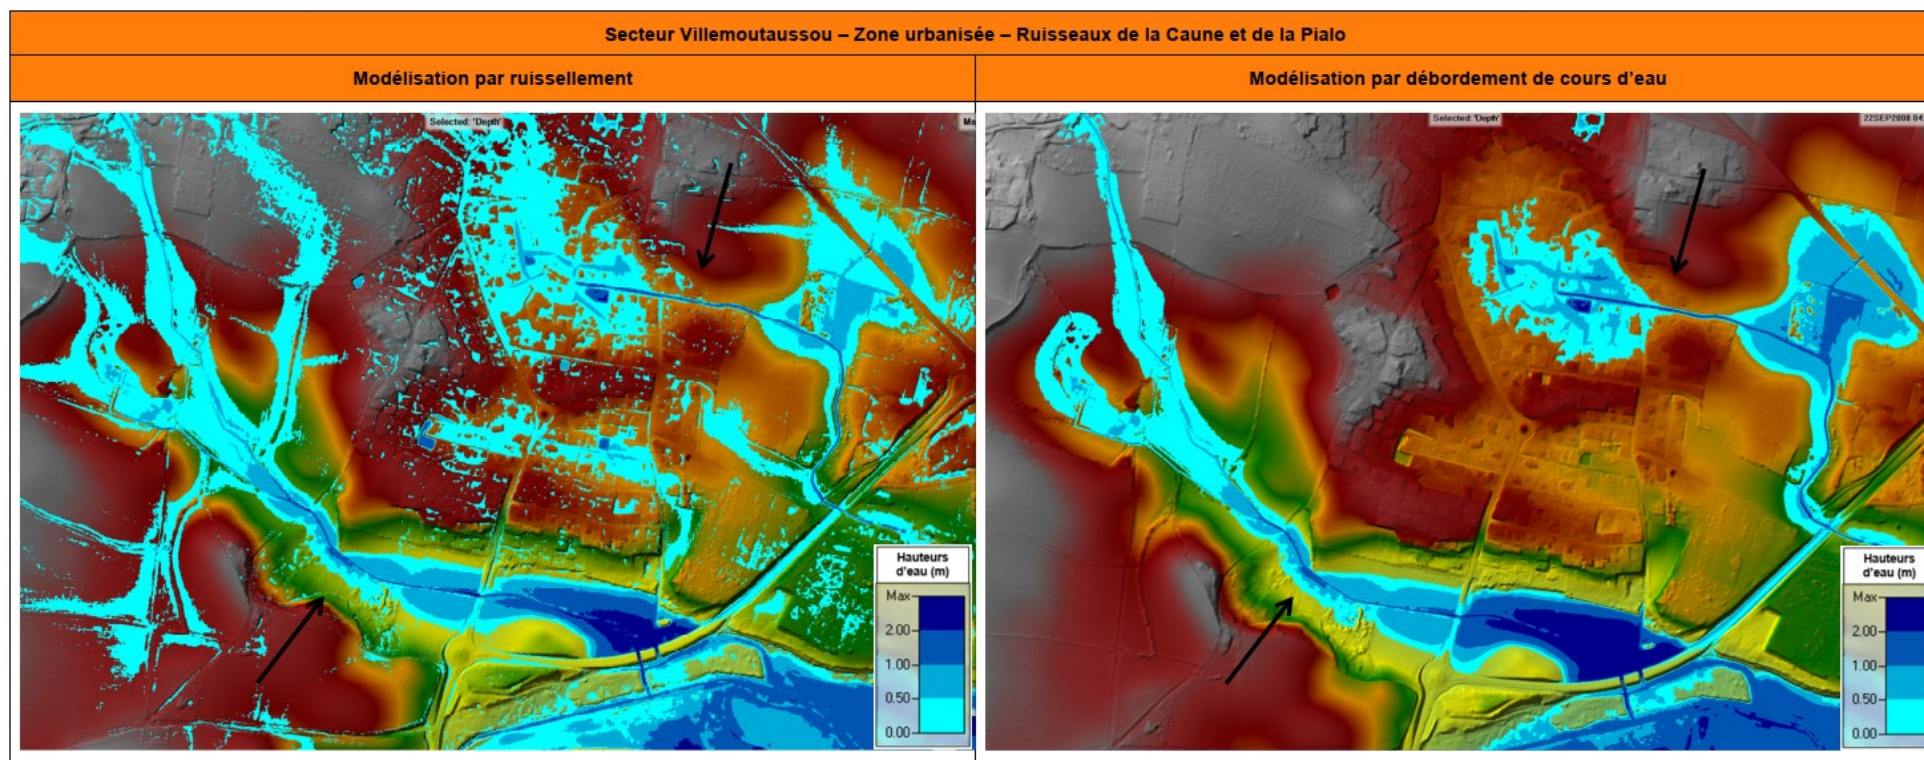 Secteur Villemoutaussou – Zone urbanisée – Ruisseaux de la Caune et de la Pialo
Modélisation par ruissellement
Modélisation par débordement de cours d'eau
Selected: 'Depth'
Selected: 'Depth'
22SEP2008 04
Hauteurs
d'eau (m)
Max
2.00
1.00
0.50
0.00
Hauteurs
d'eau (m)
Max
2.00
1.00
0.50
0.00